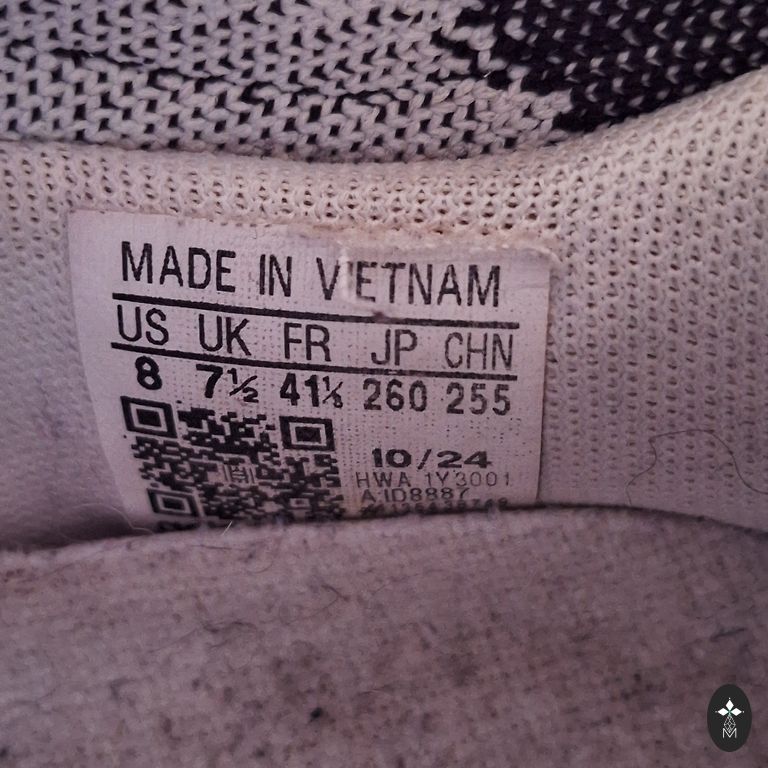 MADE IN VIETNAM
US UK FR JP CHN
8 7½ 41⅓ 260 255
10/24
HWA 1Y3001
A.ID8887
M